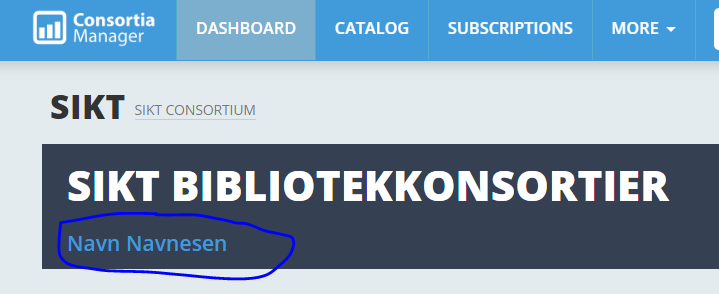 Consortia
Manager
DASHBOARD
CATALOG
SUBSCRIPTIONS
MORE
SIKT SIKT CONSORTIUM
SIKT BIBLIOTEKKONSORTIER
Navn Navnesen